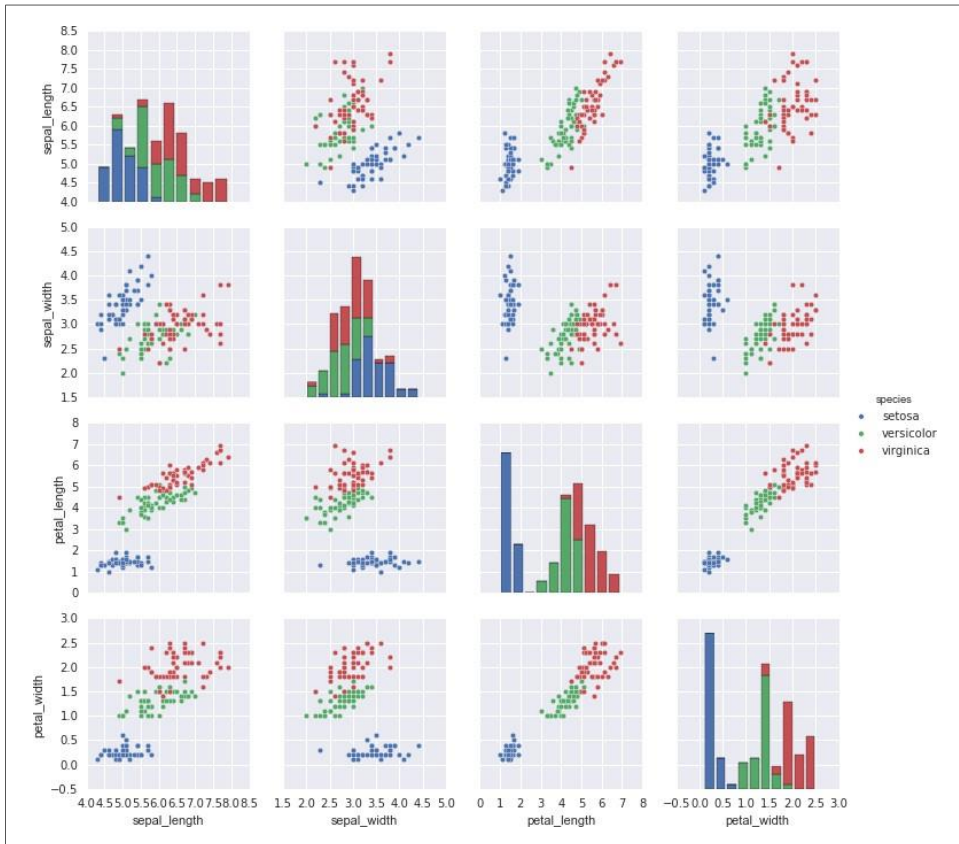 8.5
8.0
7.5
7.0
6.5
6.0
5.5
5.0
4.5
4.0
sepal_length
5.0
4.5
4.0
3.5
3.0
2.5
2.0
1.5
sepal_width
species
setosa
versicolor
virginica
8
7
6
5
4
3
2
1
0
petal_length
3.0
2.5
2.0
1.5
1.0
0.5
0.0
−0.5
petal_width
4.0 4.5 5.0 5.5 6.0 6.5 7.0 7.5 8.0 8.5
1.5 2.0 2.5 3.0 3.5 4.0 4.5 5.0
0 1 2 3 4 5 6 7 8
−0.5 0.0 0.5 1.0 1.5 2.0 2.5 3.0
sepal_length
sepal_width
petal_length
petal_width